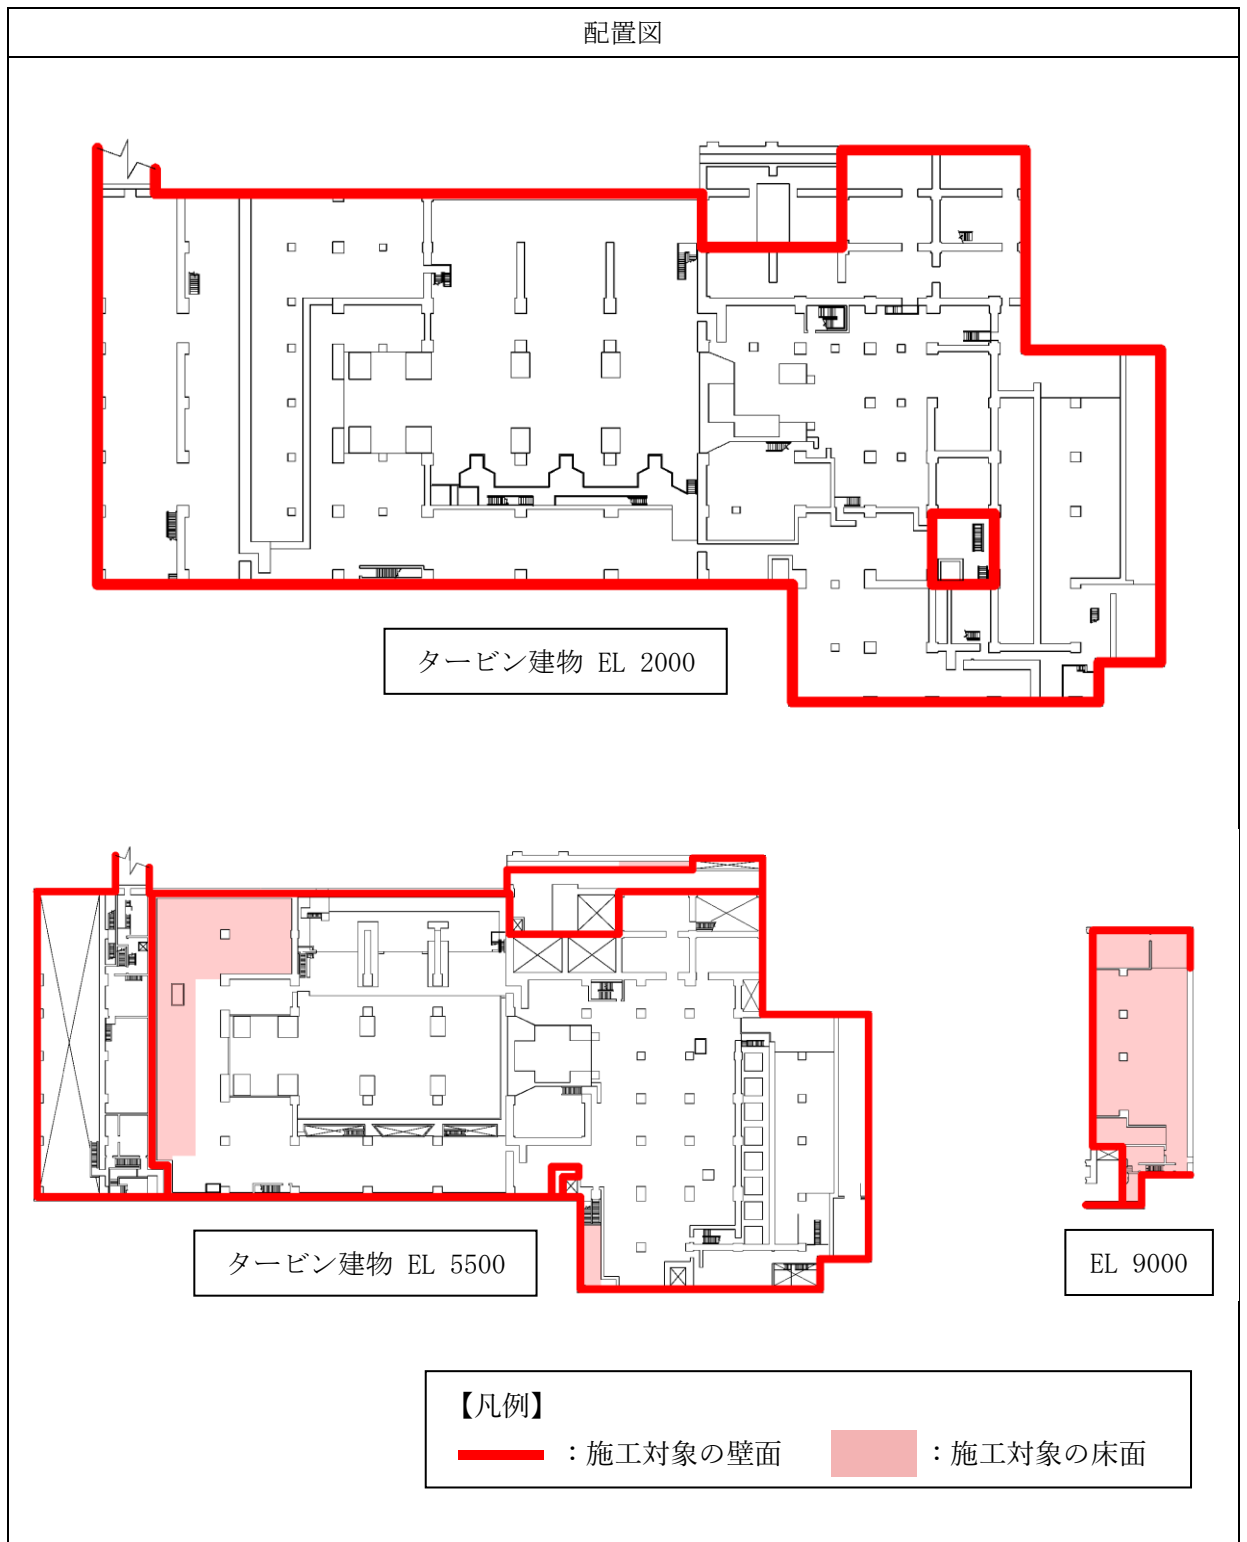 配置図
タービン建物 EL 2000
タービン建物 EL 5500
EL 9000
【凡例】
：施工対象の壁面
：施工対象の床面